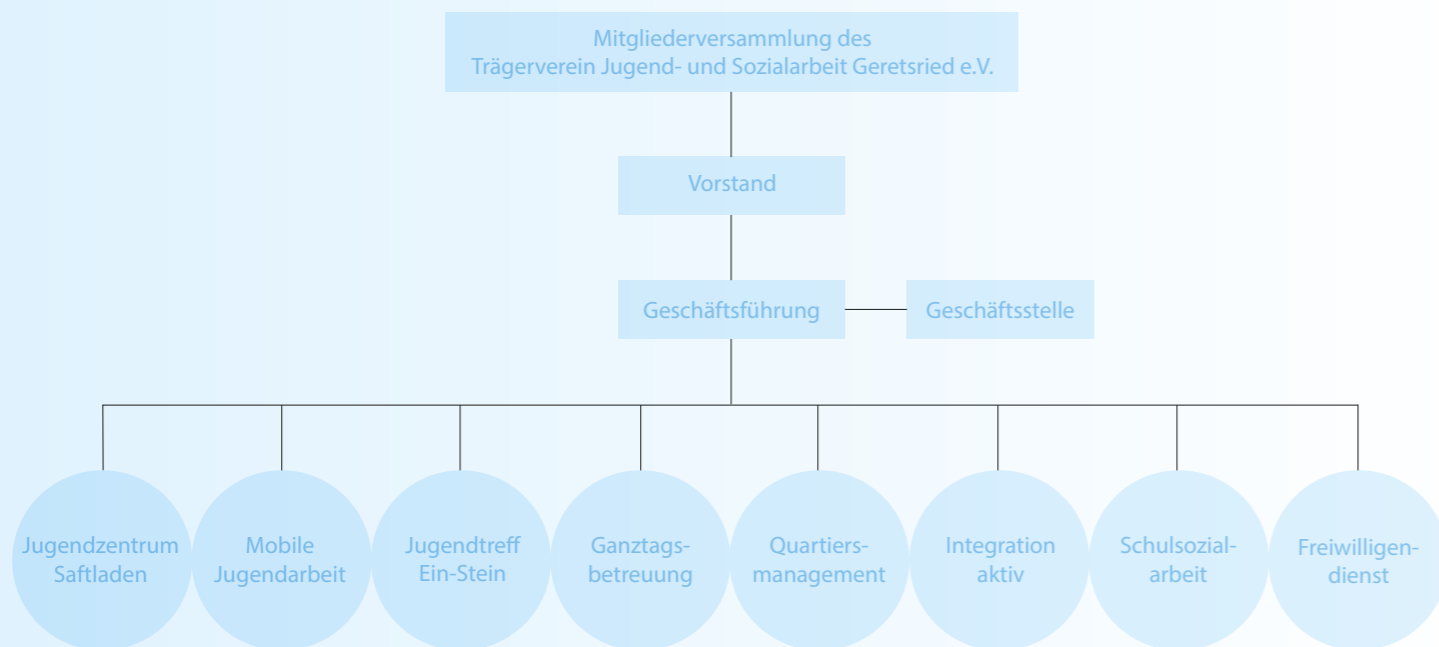 Mitgliederversammlung des
Trägerverein Jugend- und Sozialarbeit Geretsried e.V.
Vorstand
Geschäftsführung
Geschäftsstelle
Jugendzentrum
Saftladen
Mobile
Jugendarbeit
Jugendtreff
Ein-Stein
Ganztags-
betreuung
Quartiers-
management
Integration
aktiv
Schulsozial-
arbeit
Freiwilligen-
dienst